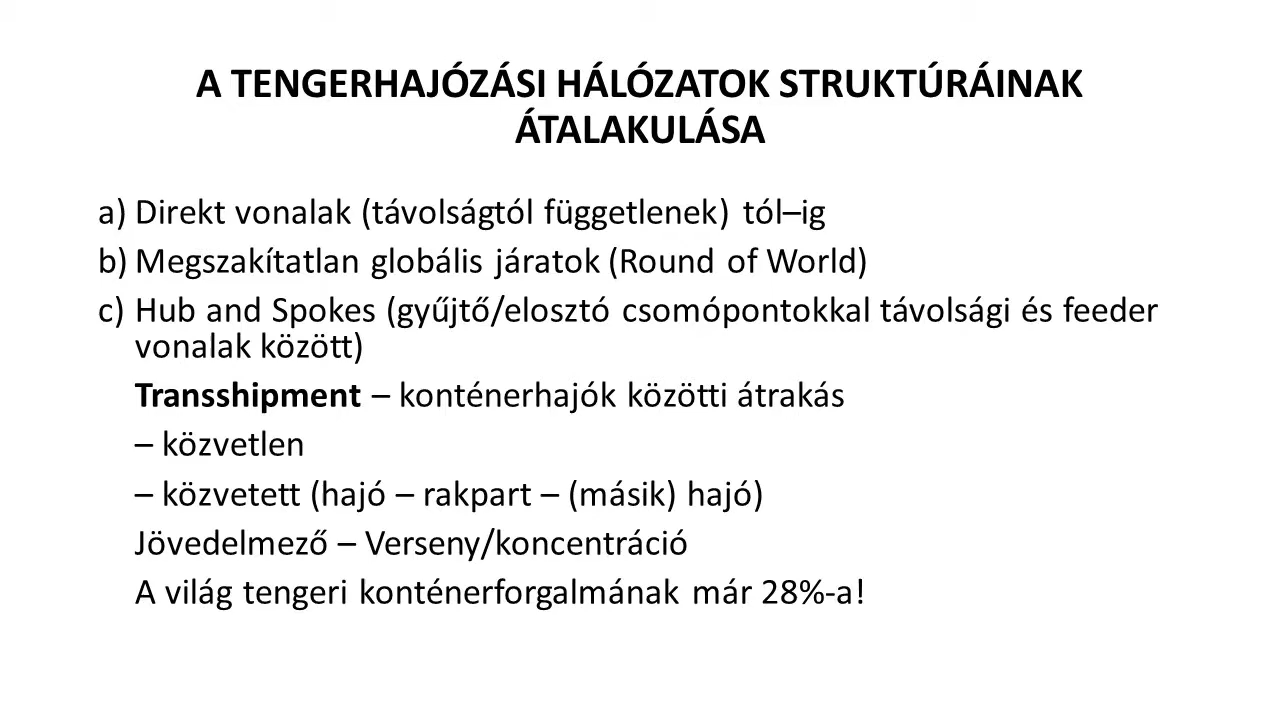 A TENGERHAJÓZÁSI HÁLÓZATOK STRUKTÚRÁINAK
ÁTALAKULÁSA
a) Direkt vonalak (távolságtól függetlenek) tól–ig
b) Megszakítatlan globális járatok (Round of World)
c) Hub and Spokes (gyűjtő/elosztó csomópontokkal távolsági és feeder
vonalak között)
Transshipment – konténerhajók közötti átrakás
– közvetlen
– közvetett (hajó – rakpart – (másik) hajó)
Jövedelmező – Verseny/koncentráció
A világ tengeri konténerforgalmának már 28%-a!